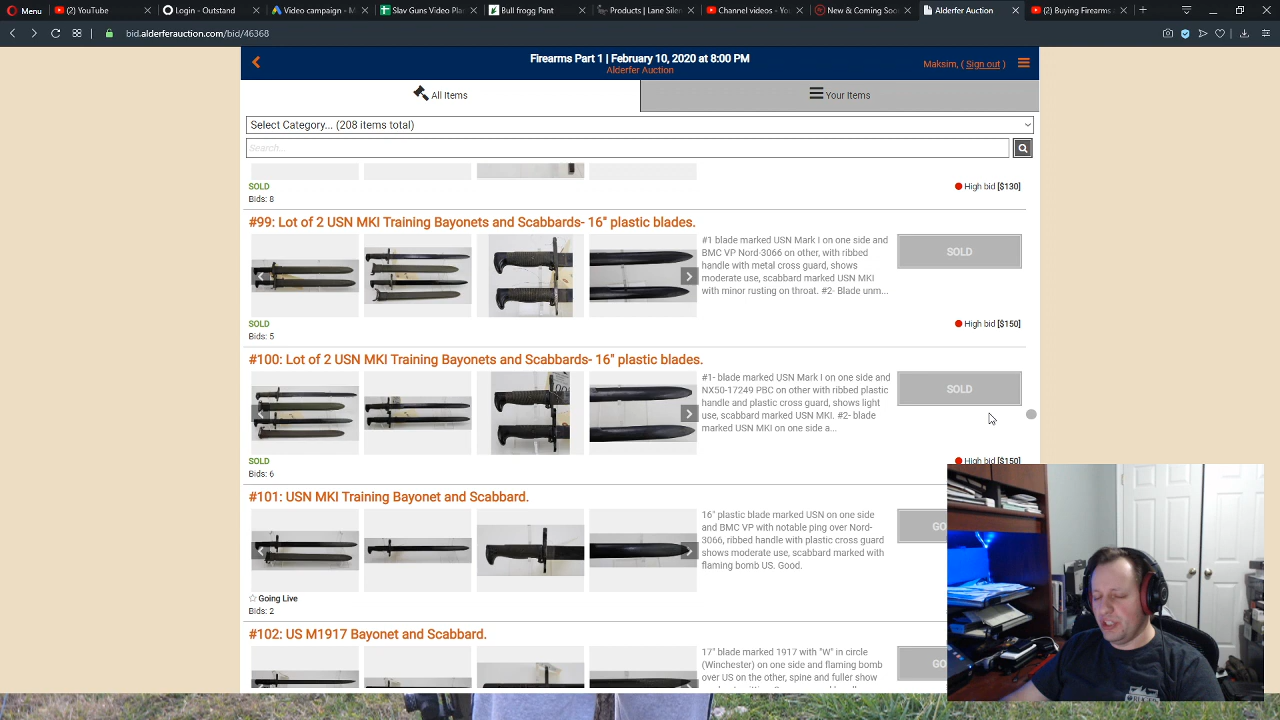 Menu
(2) YouTube
Login - Outstand
Video campaign - M
Slav Guns Video Plan
Bull frogg Pant
Products | Lane Silen
Channel videos - You
New & Coming Soo
Alderfer Auction
(2) Buying Firearms
bid.alderferauction.com/bid/46368
Firearms Part 1 | February 10, 2020 at 8:00 PM
Alderfer Auction
Maksim, ( Sign out )
All Items
Your Items
Select Category... (208 items total)
Search...
SOLD
High bid [$130]
Bids: 8
#99: Lot of 2 USN MKI Training Bayonets and Scabbards- 16" plastic blades.
#1 blade marked USN Mark I on one side and
BMC VP Nord-3066 on other, with ribbed
handle with metal cross guard, shows
moderate use, scabbard marked USN MKI
with minor rusting on throat. #2- Blade unm...
SOLD
SOLD
High bid [$150]
Bids: 5
#100: Lot of 2 USN MKI Training Bayonets and Scabbards- 16" plastic blades.
#1- blade marked USN Mark I on one side and
NX50-17249 PBC on other with ribbed plastic
handle and plastic cross guard, shows light
use, scabbard marked USN MKI. #2- blade
marked USN MKI on one side a...
SOLD
SOLD
High bid [$150]
Bids: 6
#101: USN MKI Training Bayonet and Scabbard.
16" plastic blade marked USN on one side
and BMC VP with notable ping over Nord-
3066, ribbed handle with plastic cross guard
shows moderate use, scabbard marked with
flaming bomb US. Good.
GO
Going Live
Bids: 2
#102: US M1917 Bayonet and Scabbard.
17" blade marked 1917 with "W" in circle
(Winchester) on one side and flaming bomb
over US on the other, spine and fuller show
GO